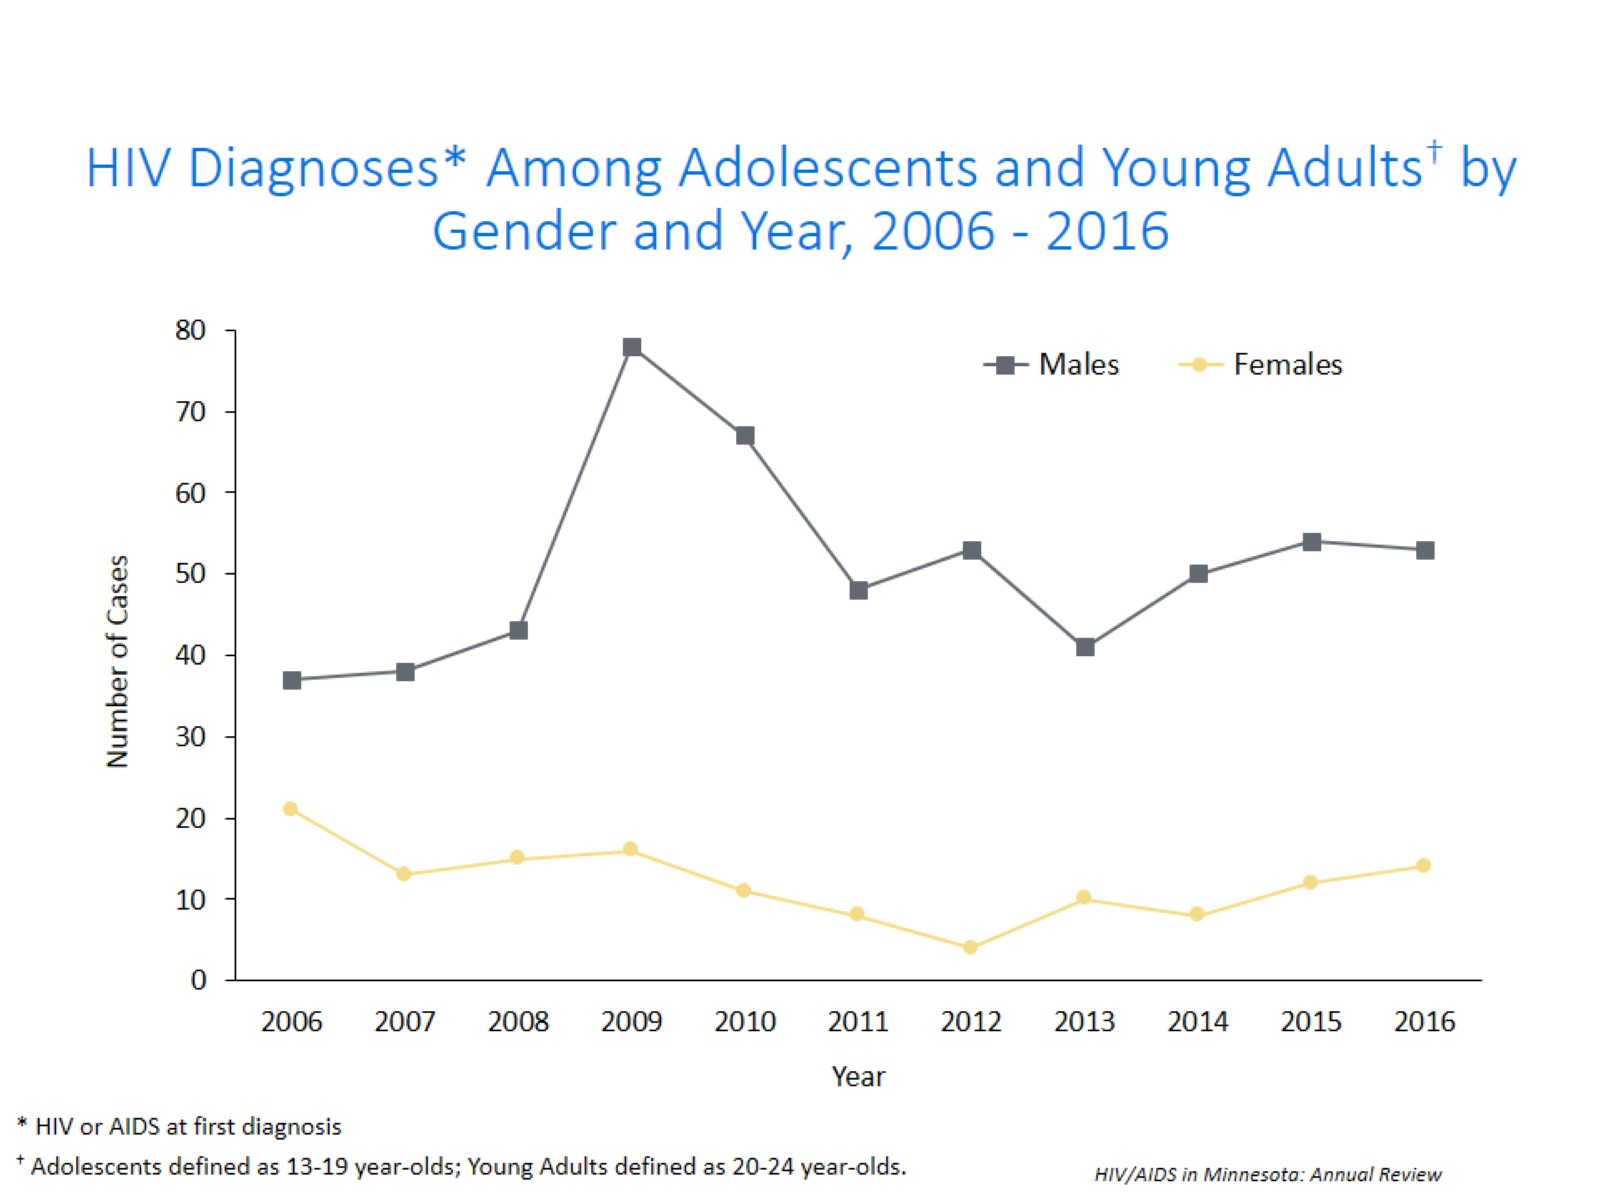 HIV Diagnoses* Among Adolescents and Young Adults† by
Gender and Year, 2006 - 2016
Males
Females
80
70
60
50
40
30
20
10
0
Number of Cases
2006 2007 2008 2009 2010 2011 2012 2013 2014 2015 2016
Year
* HIV or AIDS at first diagnosis
† Adolescents defined as 13-19 year-olds; Young Adults defined as 20-24 year-olds.
HIV/AIDS in Minnesota: Annual Review